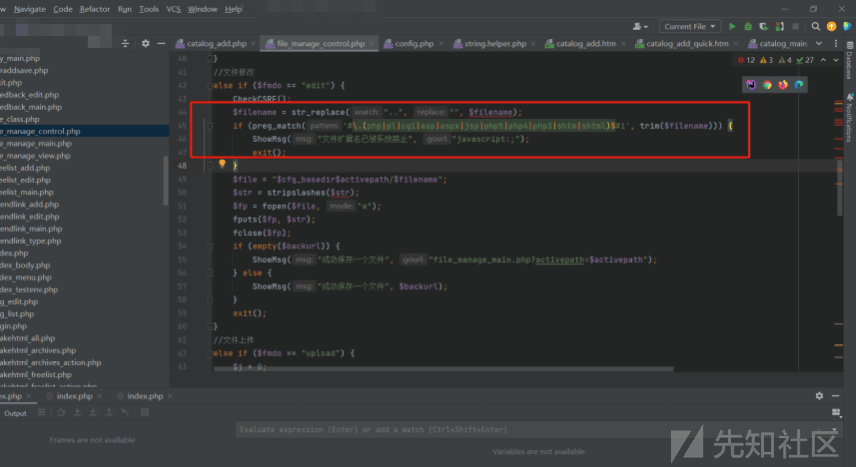 w Navigate Code Refactor Run Tools VCS Window Help
Current File
y_main.php
raddsave.php
dit.php
edback_edit.php
edback_main.php
e_class.php
e_manage_control.php
e_manage_main.php
e_manage_view.php
eelist_add.php
eelist_edit.php
eelist_main.php
endlink_add.php
endlink_edit.php
endlink_main.php
endlink_type.php
dex.php
dex_body.php
dex_menu.php
dex_testenv.php
g_edit.php
g_list.php
gin.php
akehtml_all.php
akehtml_archives.php
akehtml_archives_action.php
akehtml_freelist.php
akehtml_freelist_action.php
catalog_add.php file_manage_control.php config.php string.helper.php catalog_add.htm catalog_add_quick.htm catalog_main.
12 3 4 27
40 }
41 //文件修改
42 else if ($fmdo == "edit") {
43 CheckCSRF();
44 $filename = str_replace( search: "..", replace: "", $filename);
45 if (preg_match( pattern: '#\.(php|pl|cgi|asp|aspx|jsp|php5|php4|php3|shtm|shtml)$#i', trim($filename))) {
46 ShowMsg( msg: "文件扩展名已被系统禁止", gourl: "javascript:;");
47 exit();
48 }
49 $file = "$cfg_basedir$activepath/$filename";
50 $str = stripslashes($str);
51 $fp = fopen($file, mode: "w");
52 fputs($fp, $str);
53 fclose($fp);
54 if (empty($backurl)) {
55 ShowMsg( msg: "成功保存一个文件", gourl: "file_manage_main.php?activepath=$activepath");
56 } else {
57 ShowMsg( msg: "成功保存一个文件", $backurl);
58 }
59 exit();
60 }
61 //文件上传
62 else if ($fmdo == "upload") {
63 $j = 0;
Database
Notifications
ex.php index.php index.php
Output
Frames are not available
Evaluate expression (Enter) or add a watch (Ctrl+Shift+Enter)
Variables are not available
先知社区